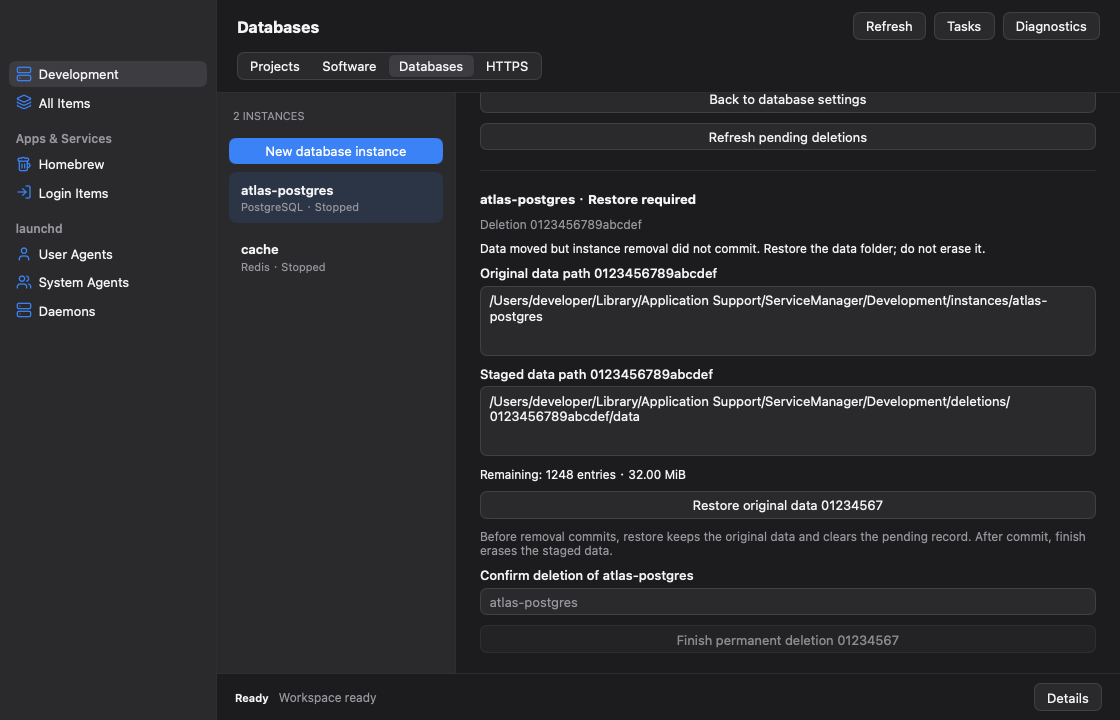 Databases
Refresh
Tasks
Diagnostics
Projects
Software
Databases
HTTPS
Development
All Items
Apps & Services
Homebrew
Login Items
launchd
User Agents
System Agents
Daemons
2 INSTANCES
New database instance
atlas-postgres
PostgreSQL · Stopped
cache
Redis · Stopped
Back to database settings
Refresh pending deletions
atlas-postgres · Restore required
Deletion 0123456789abcdef
Data moved but instance removal did not commit. Restore the data folder; do not erase it.
Original data path 0123456789abcdef
/Users/developer/Library/Application Support/ServiceManager/Development/instances/atlas-
postgres
Staged data path 0123456789abcdef
/Users/developer/Library/Application Support/ServiceManager/Development/deletions/
0123456789abcdef/data
Remaining: 1248 entries · 32.00 MiB
Restore original data 01234567
Before removal commits, restore keeps the original data and clears the pending record. After commit, finish
erases the staged data.
Confirm deletion of atlas-postgres
atlas-postgres
Finish permanent deletion 01234567
Ready
Workspace ready
Details